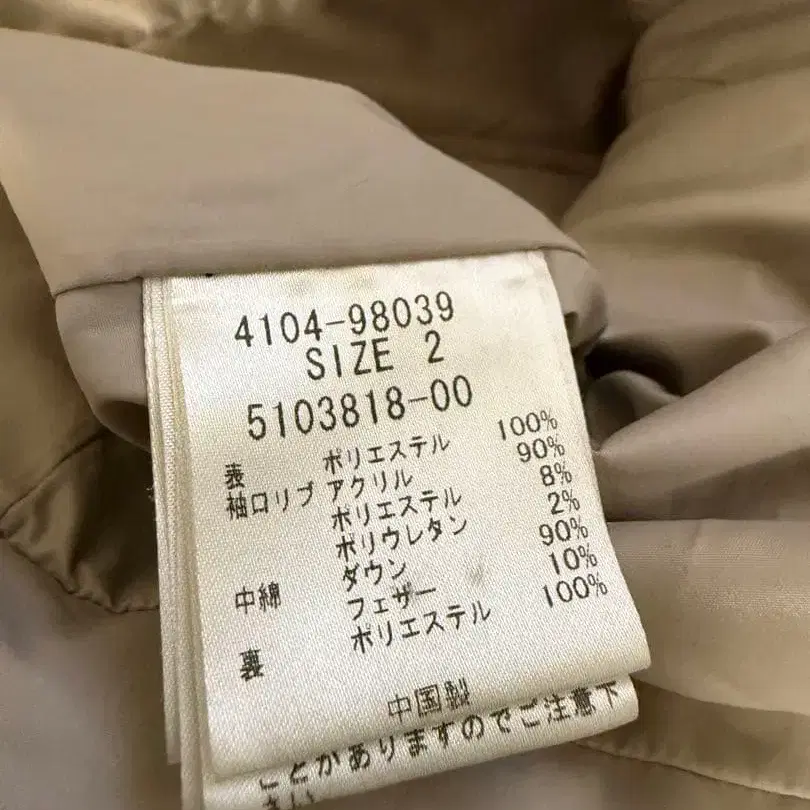 4104-98039
SIZE 2
5103818-00
表 ポリエステル 100%
袖口リブ アクリル 90%
ポリエステル 8%
ポリウレタン 2%
中綿 ダウン 90%
フェザー 10%
裏 ポリエステル 100%
中国製
ことがありますのでご注意下
さい